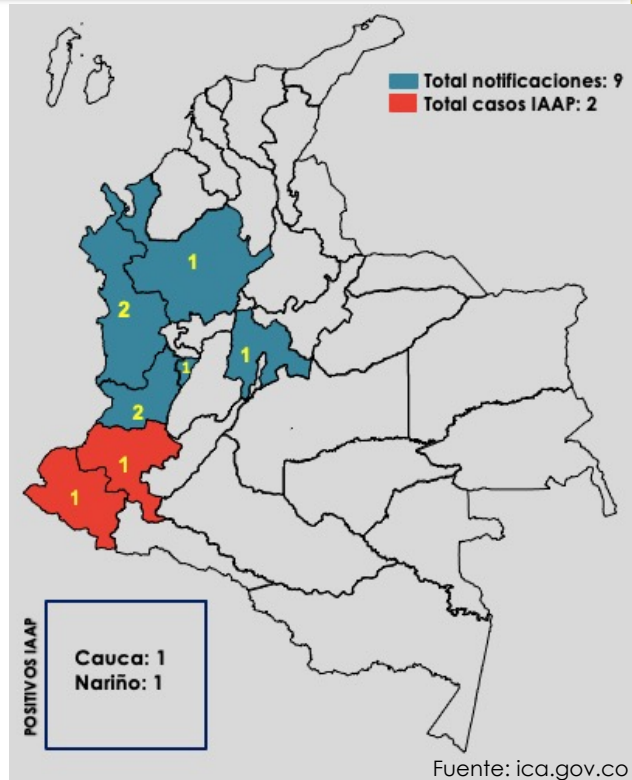 Total notificaciones: 9
Total casos IAAP: 2
1
2
1
1
2
1
1
POSITIVOS IAAP
Cauca: 1
Nariño: 1
Fuente: ica.gov.co